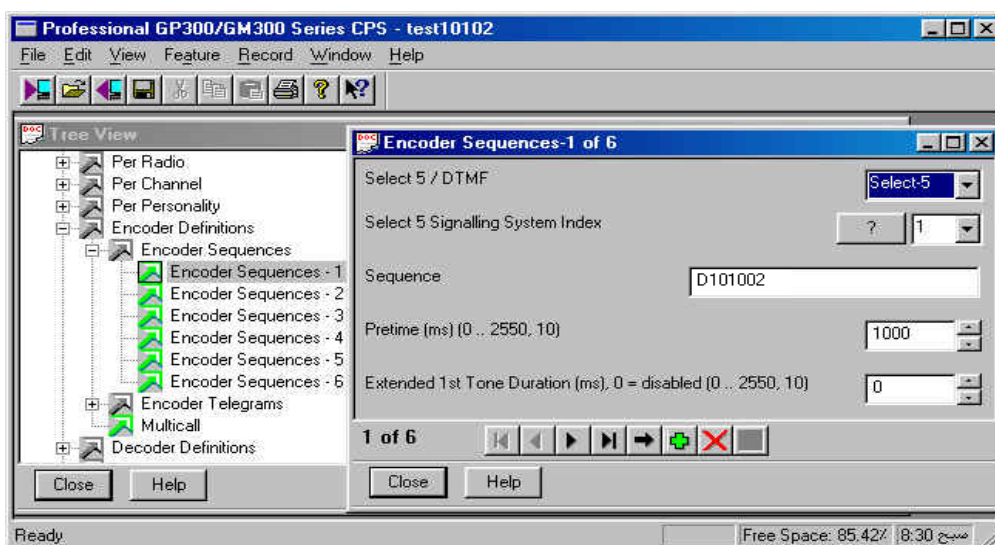 Professional GP300/GM300 Series CPS - test10102
File Edit View Feature Record Window Help
Tree View
Per Radio
Per Channel
Per Personality
Encoder Definitions
Encoder Sequences
Encoder Sequences - 1
Encoder Sequences - 2
Encoder Sequences - 3
Encoder Sequences - 4
Encoder Sequences - 5
Encoder Sequences - 6
Encoder Telegrams
Multicall
Decoder Definitions
Close Help
Encoder Sequences-1 of 6
Select 5 / DTMF Select-5
Select 5 Signalling System Index ? 1
Sequence D101002
Pretime (ms) (0 .. 2550, 10) 1000
Extended 1st Tone Duration (ms), 0 = disabled (0 .. 2550, 10) 0
1 of 6
Close Help
Ready Free Space: 85.42% 8:30 صبح